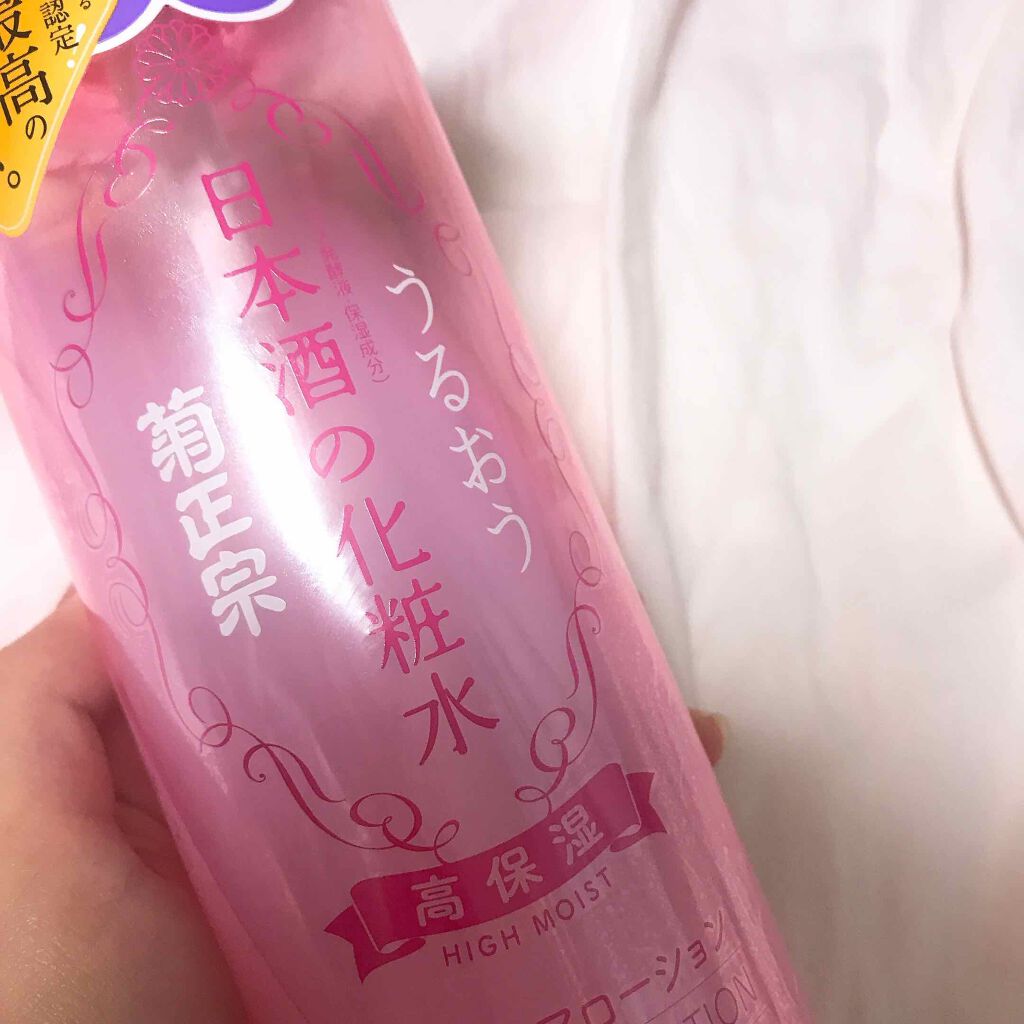 認定!
最高の
うるおう
発酵液 保湿成分)
日本酒の化粧水
菊正宗
高保湿
HIGH MOIST
ローション